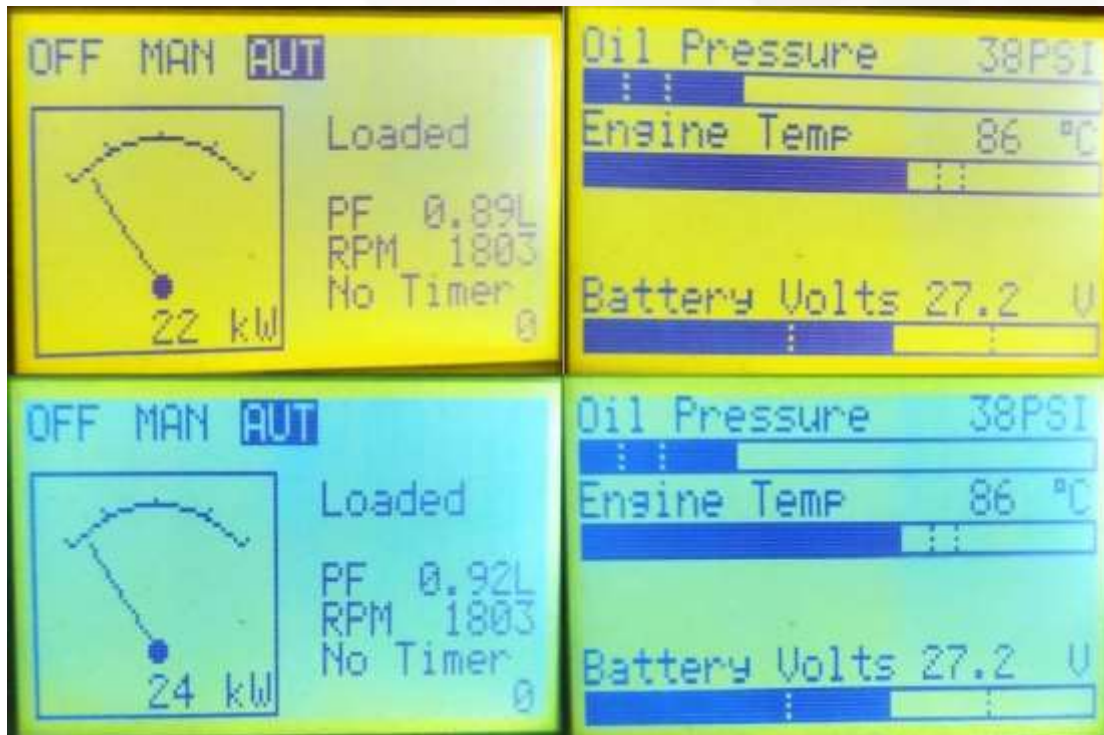 OFF MAN AUT
Loaded
PF 0.89L
RPM 1803
No Timer
0
22 kW
Oil Pressure 38PSI
Engine Temp 86 °C
Battery Volts 27.2 V
OFF MAN AUT
Loaded
PF 0.92L
RPM 1803
No Timer
0
24 kW
Oil Pressure 38PSI
Engine Temp 86 °C
Battery Volts 27.2 V